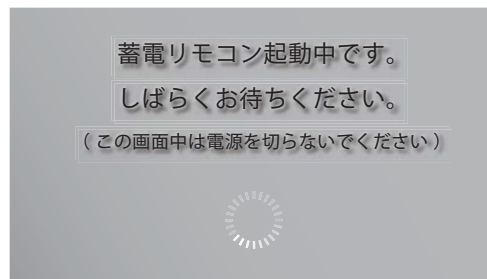 蓄電リモコン起動中です。
しばらくお待ちください。
（この画面中は電源を切らないでください）